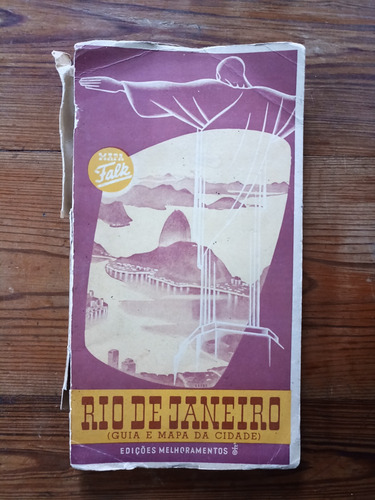 MAPA
Falk
RIO DE JANEIRO
(GUIA E MAPA DA CIDADE)
EDIÇÕES MELHORAMENTOS